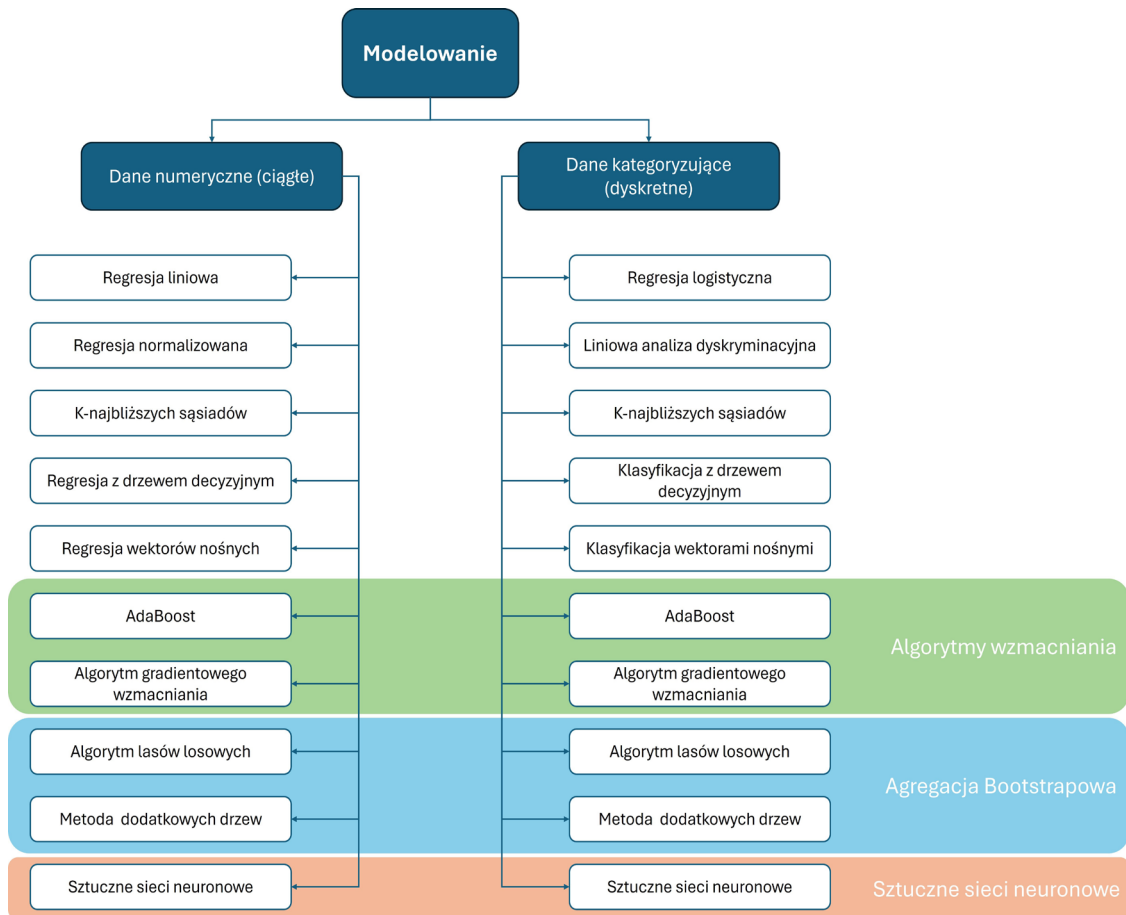 Modelowanie
Dane numeryczne (ciągłe)
Dane kategoryzujące
(dyskretne)
Regresja liniowa
Regresja logistyczna
Regresja normalizowana
Liniowa analiza dyskryminacyjna
K-najbliższych sąsiadów
K-najbliższych sąsiadów
Regresja z drzewem decyzyjnym
Klasyfikacja z drzewem
decyzyjnym
Regresja wektorów nośnych
Klasyfikacja wektorami nośnymi
AdaBoost
AdaBoost
Algorytmy wzmacniania
Algorytm gradientowego
wzmacniania
Algorytm gradientowego
wzmacniania
Algorytm lasów losowych
Algorytm lasów losowych
Agregacja Bootstrapowa
Metoda  dodatkowych drzew
Metoda  dodatkowych drzew
Sztuczne sieci neuronowe
Sztuczne sieci neuronowe
Sztuczne sieci neuronowe